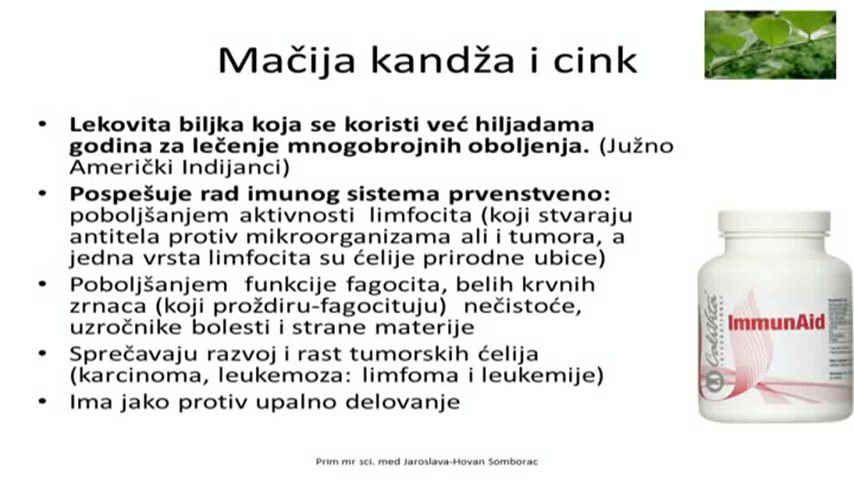 Mačija kandža i cink
• Lekovita biljka koja se koristi već hiljadama
godina za lečenje mnogobrojnih oboljenja. (Južno
Američki Indijanci)
• Pospešuje rad imunog sistema prvenstveno:
poboljšanjem aktivnosti limfocita (koji stvaraju
antitela protiv mikroorganizama ali i tumora, a
jedna vrsta limfocita su ćelije prirodne ubice)
• Poboljšanjem funkcije fagocita, belih krvnih
zrnaca (koji proždiru-fagocituju) nečistoće,
uzročnike bolesti i strane materije
• Sprečavaju razvoj i rast tumorskih ćelija
(karcinoma, leukemoza: limfoma i leukemije)
• Ima jako protiv upalno delovanje
CaliVita
INTERNATIONAL
ImmunAid
Prim mr sci. med Jaroslava-Hovan Somborac